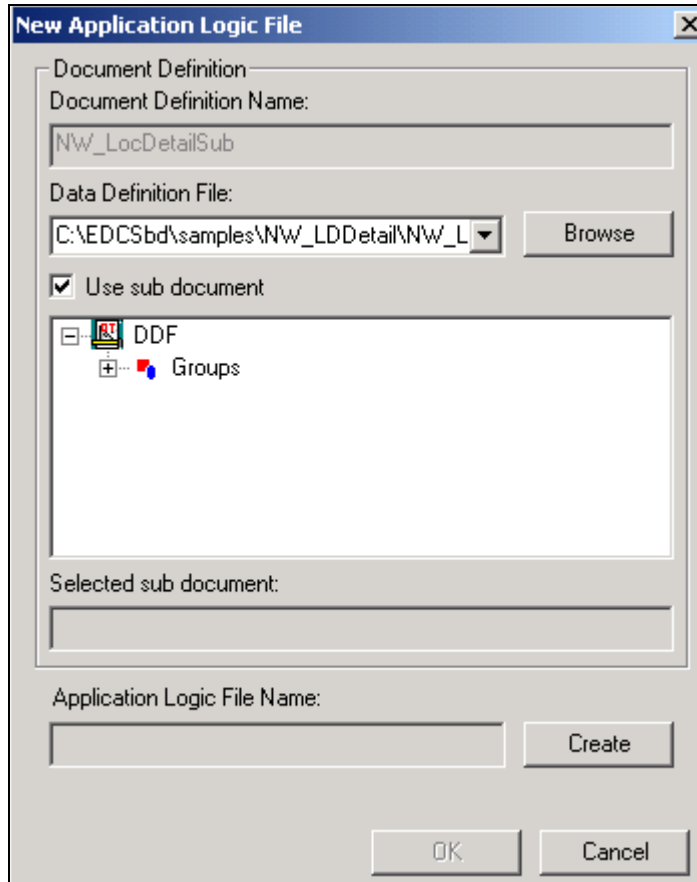 New Application Logic File
Document Definition
Document Definition Name:
NW_LocDetailSub
Data Definition File:
C:\EDCSbd\samples\NW_LDDetail\NW_L
Browse
Use sub document
DDF
Groups
Selected sub document:
Application Logic File Name:
Create
OK
Cancel